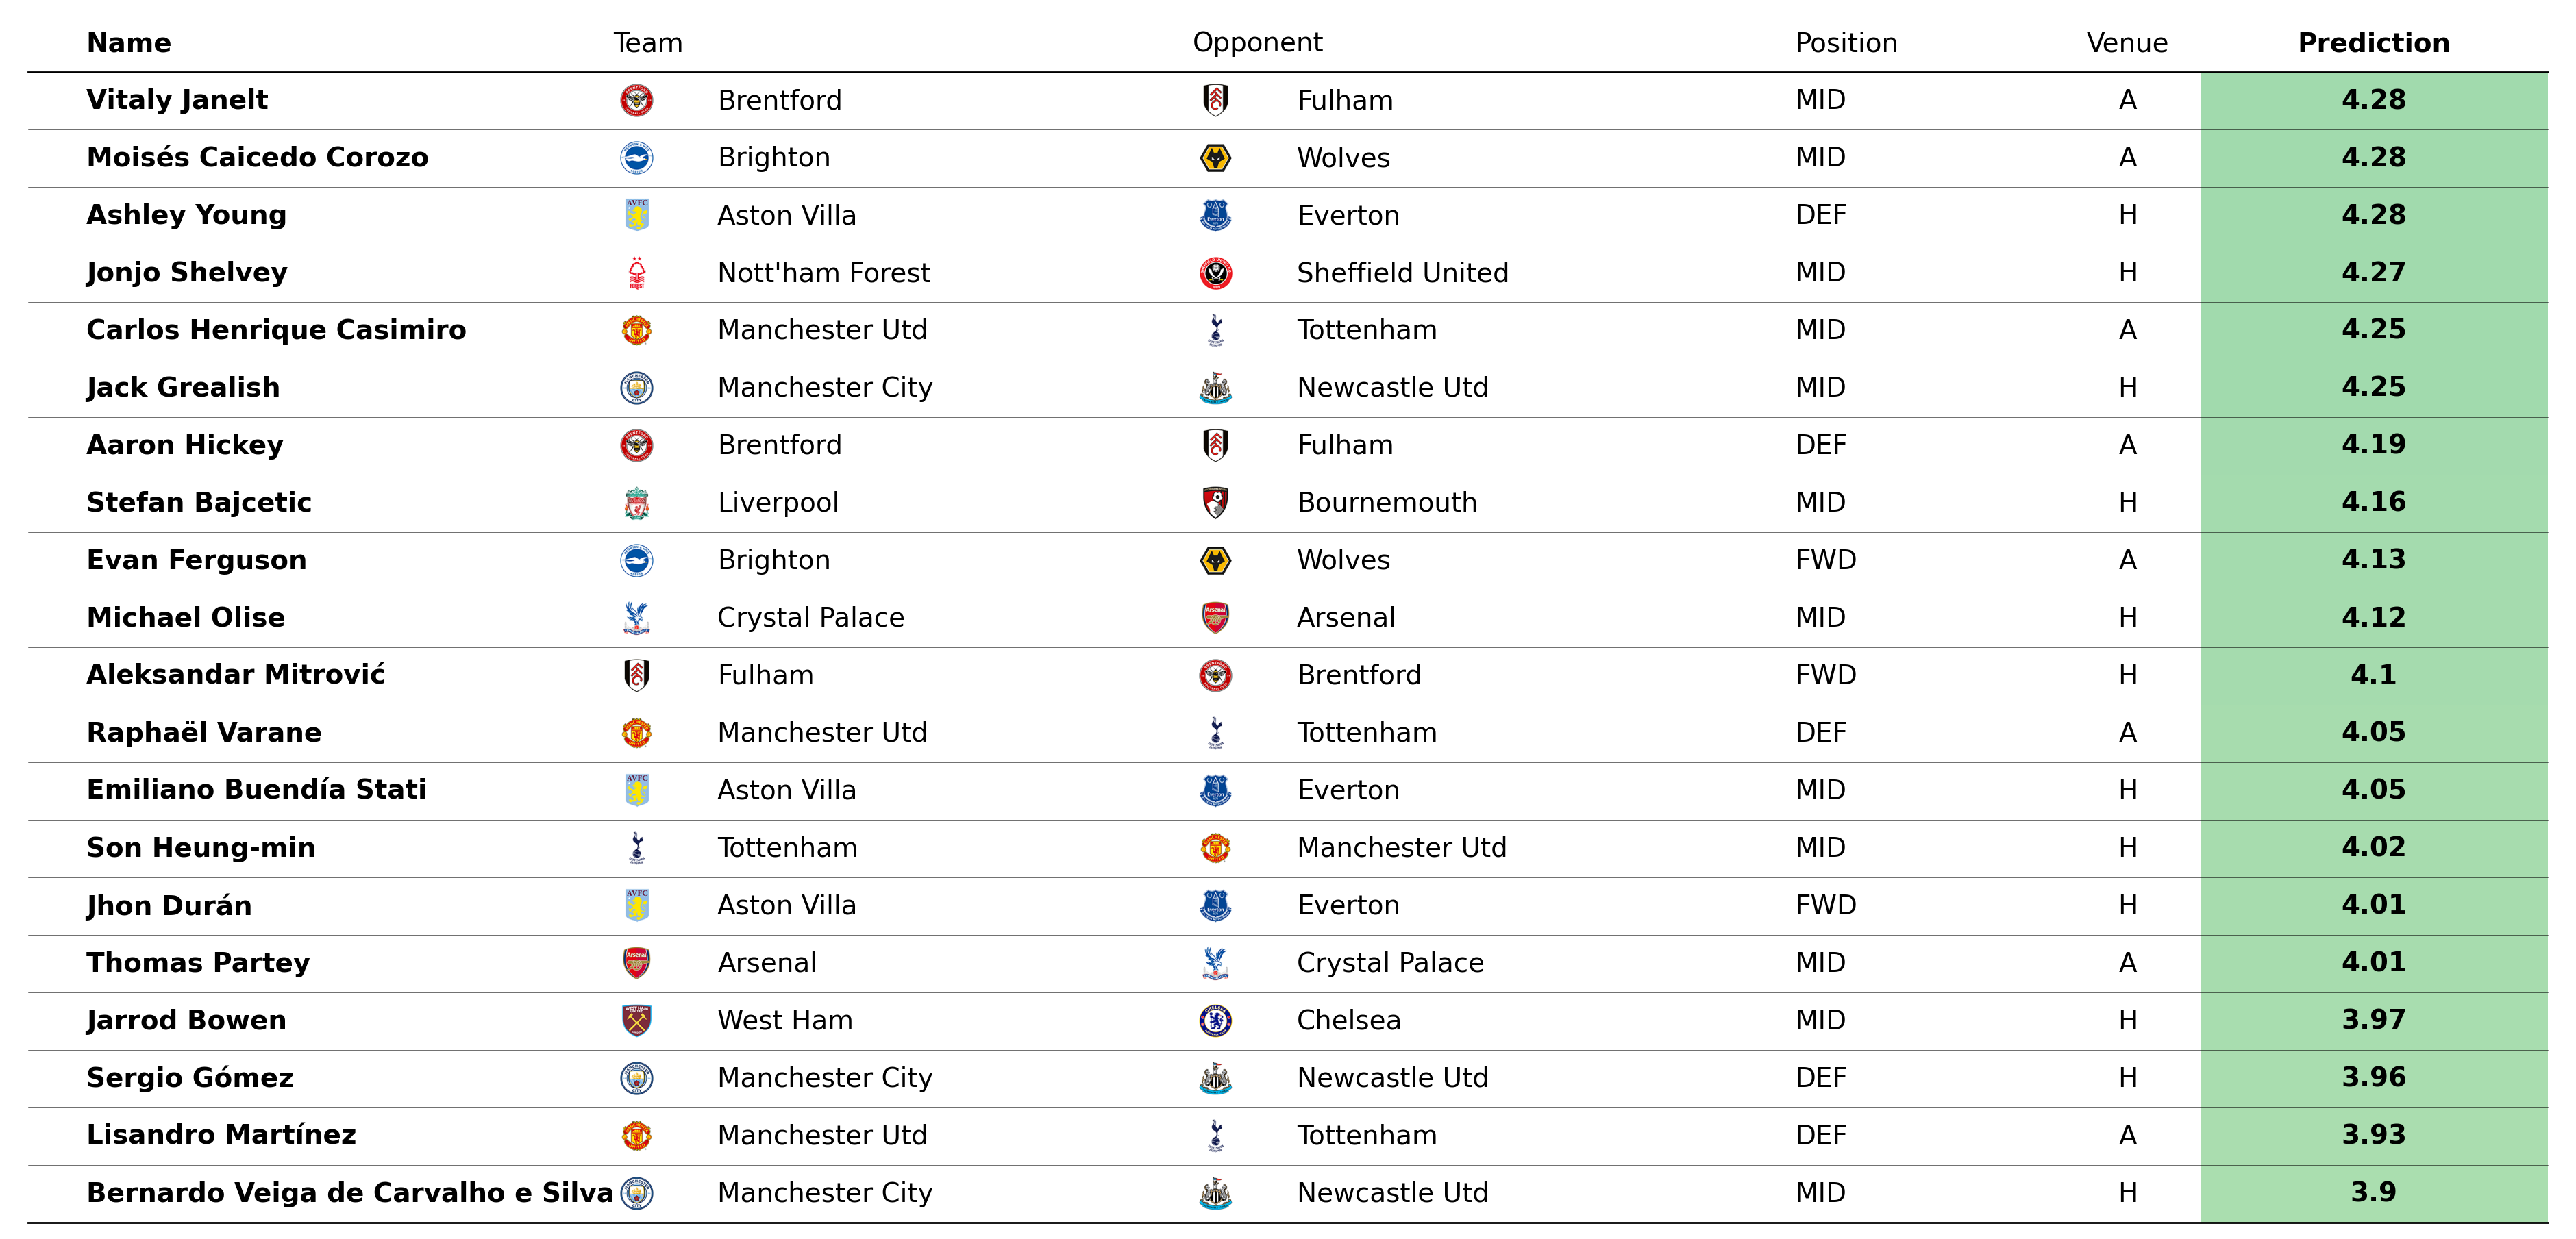 Name Team Opponent Position Venue Prediction
Vitaly Janelt Brentford Fulham MID A 4.28
Moisés Caicedo Corozo Brighton Wolves MID A 4.28
Ashley Young Aston Villa Everton DEF H 4.28
Jonjo Shelvey Nott'ham Forest Sheffield United MID H 4.27
Carlos Henrique Casimiro Manchester Utd Tottenham MID A 4.25
Jack Grealish Manchester City Newcastle Utd MID H 4.25
Aaron Hickey Brentford Fulham DEF A 4.19
Stefan Bajcetic Liverpool Bournemouth MID H 4.16
Evan Ferguson Brighton Wolves FWD A 4.13
Michael Olise Crystal Palace Arsenal MID H 4.12
Aleksandar Mitrović Fulham Brentford FWD H 4.1
Raphaël Varane Manchester Utd Tottenham DEF A 4.05
Emiliano Buendía Stati Aston Villa Everton MID H 4.05
Son Heung-min Tottenham Manchester Utd MID H 4.02
Jhon Durán Aston Villa Everton FWD H 4.01
Thomas Partey Arsenal Crystal Palace MID A 4.01
Jarrod Bowen West Ham Chelsea MID H 3.97
Sergio Gómez Manchester City Newcastle Utd DEF H 3.96
Lisandro Martínez Manchester Utd Tottenham DEF A 3.93
Bernardo Veiga de Carvalho e Silva Manchester City Newcastle Utd MID H 3.9